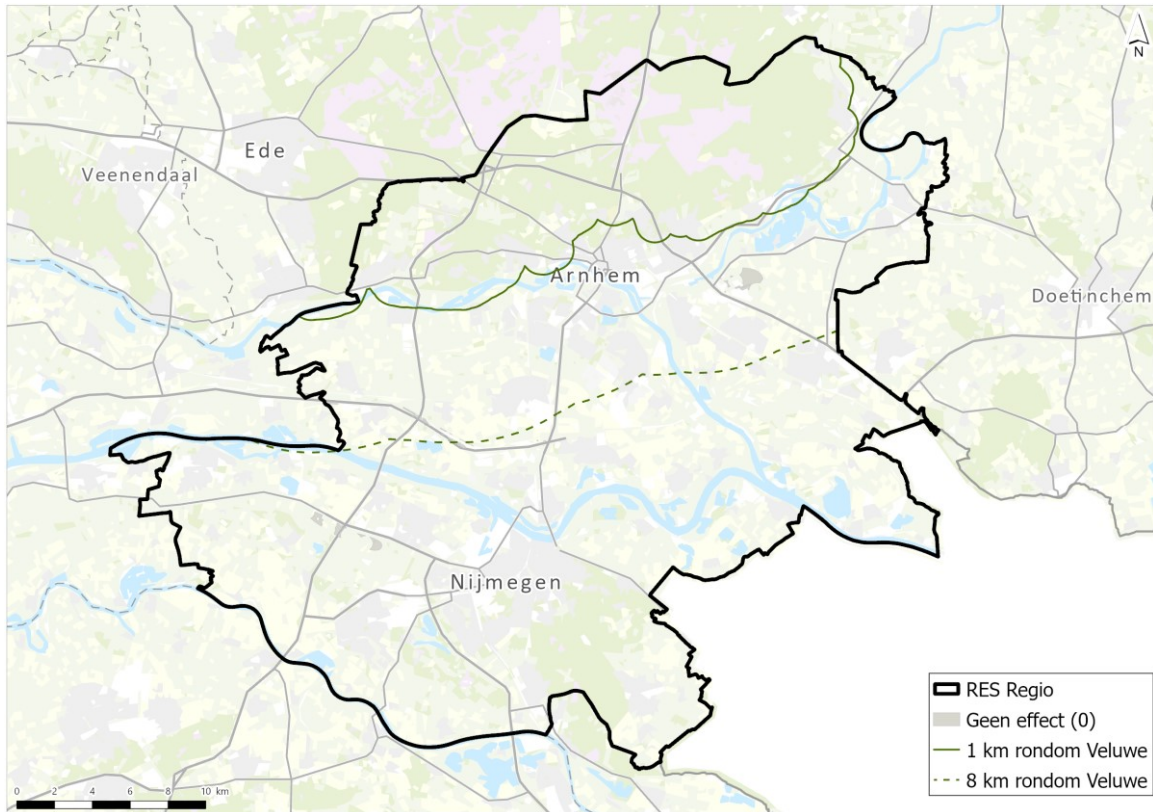 N
Ede
Veenendaal
Arnhem
Doetinchem
Nijmegen
RES Regio
Geen effect (0)
1 km rondom Veluwe
8 km rondom Veluwe
0 2 4 6 8 10 km